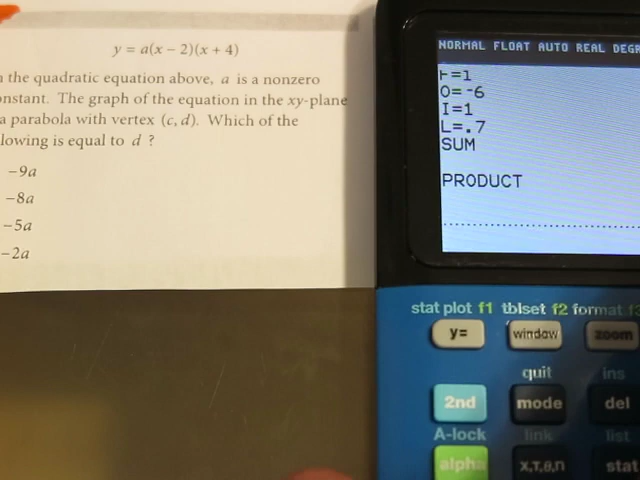 y = a(x − 2)(x + 4)
the quadratic equation above, a is a nonzero
constant. The graph of the equation in the xy-plane
a parabola with vertex (c, d). Which of the
lowing is equal to d ?
−9a
−8a
−5a
−2a
NORMAL FLOAT AUTO REAL DEGR
=1
O=-6
I=1
L=.7
SUM
PRODUCT
stat plot f1 tblset f2 format f3
y= window zoom
quit ins
2nd mode del
A-lock link list
alpha X,T,θ,n stat